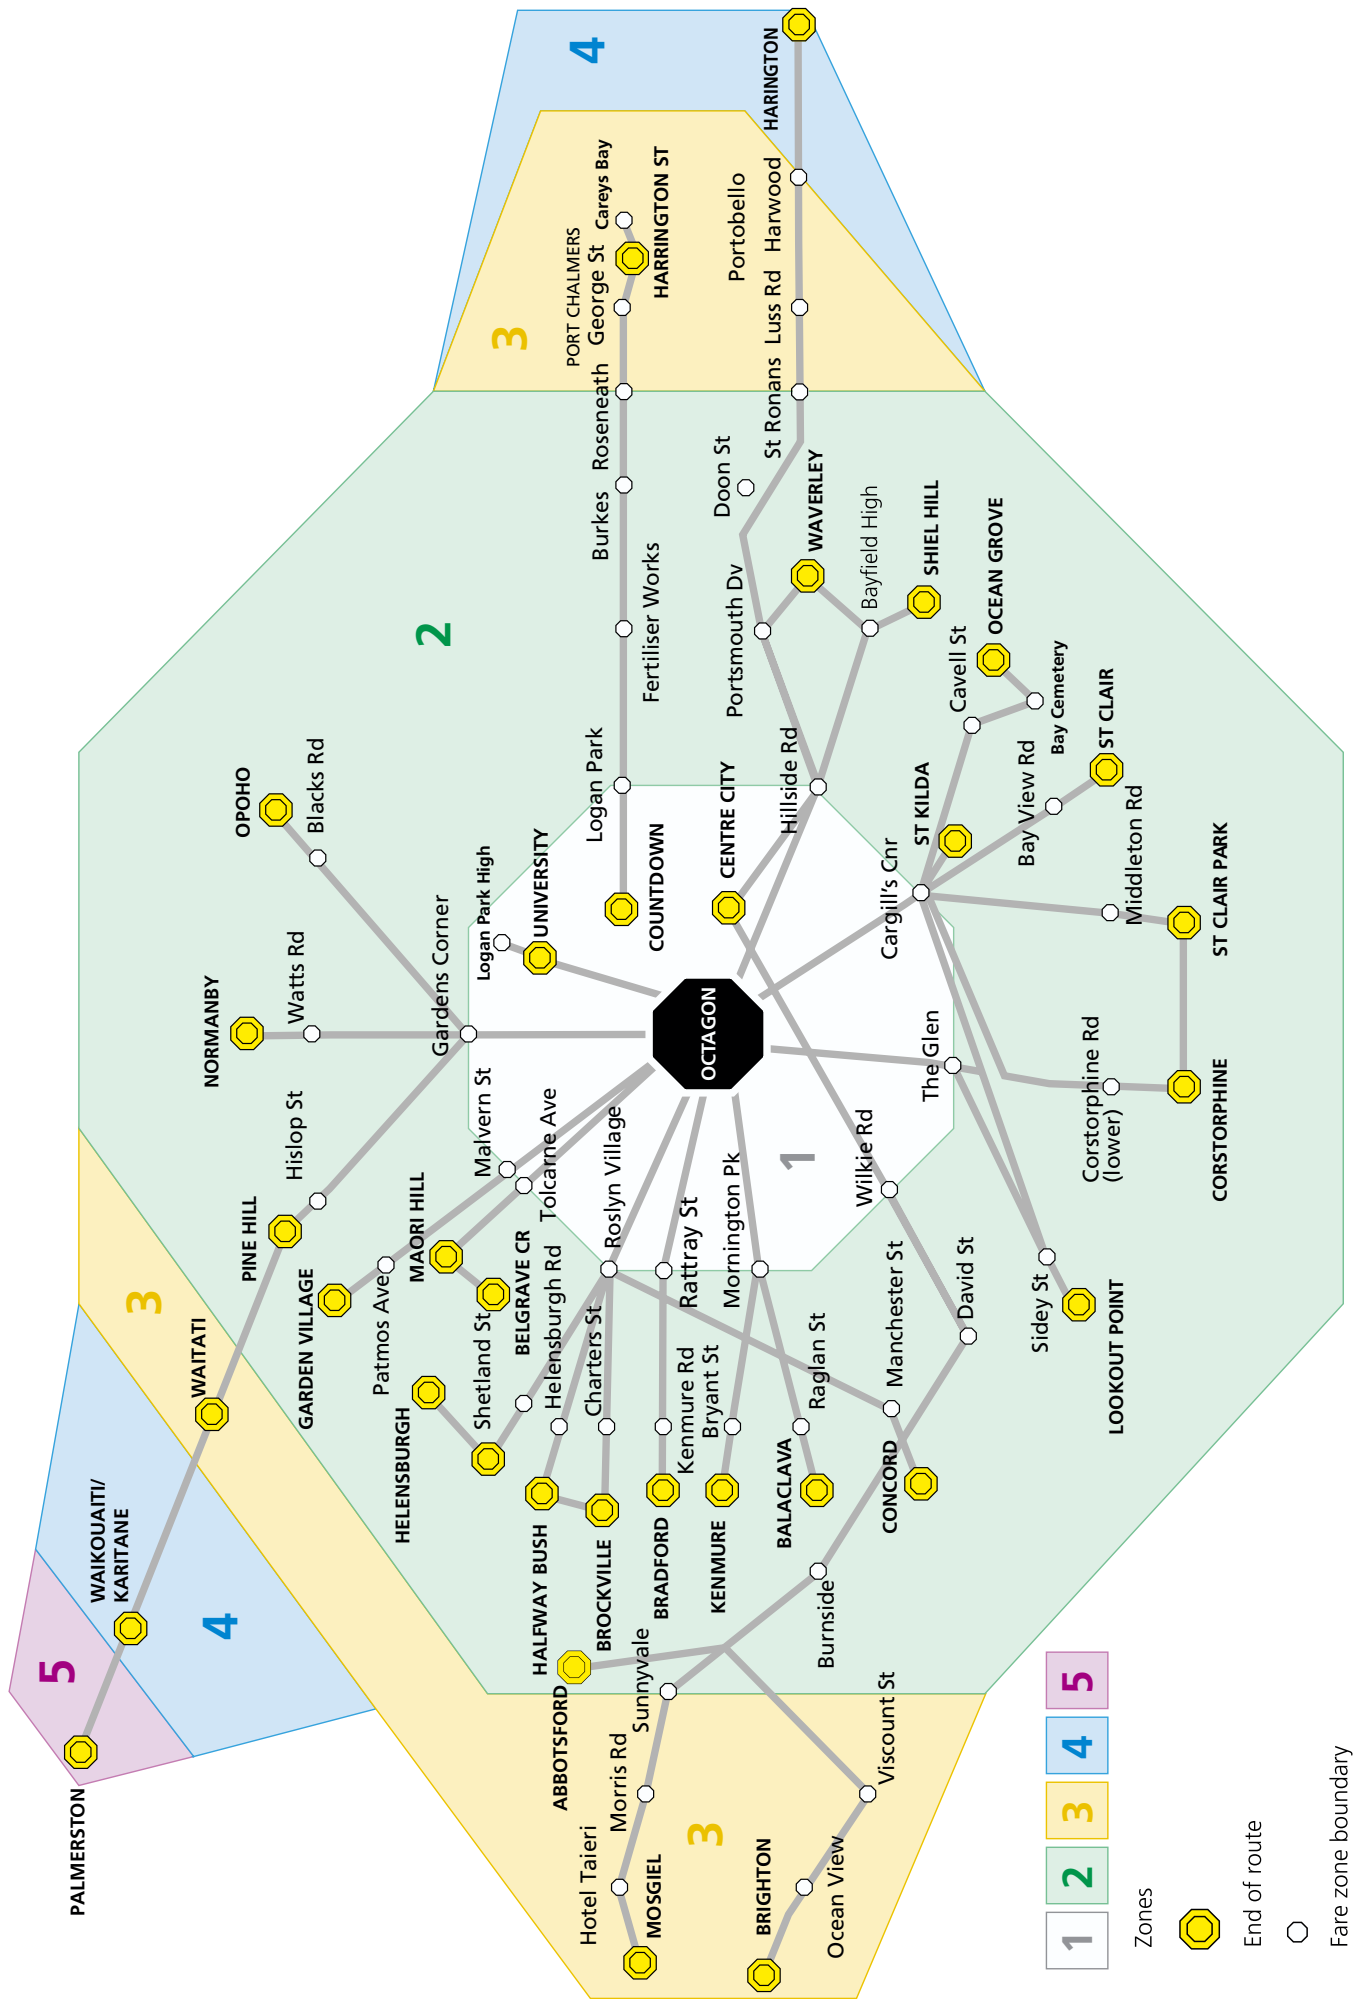 PALMERSTON
5
WAIKOUAITI/
KARITANE
4
WAITATI
3
PINE HILL
Hislop St
NORMANBY
Watts Rd
OPOHO
Blacks Rd
Gardens Corner
GARDEN VILLAGE
Patmos Ave
Malvern St
MAORI HILL
Tolcarne Ave
BELGRAVE CR
HELENSBURGH
Shetland St
Helensburgh Rd
HALFWAY BUSH
Charters St
BROCKVILLE
Roslyn Village
BRADFORD
Kenmure Rd
Rattray St
KENMURE
Bryant St
Mornington Pk
BALACLAVA
Raglan St
CONCORD
Manchester St
Wilkie Rd
David St
Burnside
ABBOTSFORD
Sunnyvale
Morris Rd
Hotel Taieri
MOSGIEL
3
BRIGHTON
Ocean View
Viscount St
OCTAGON
1
2
Logan Park High
UNIVERSITY
COUNTDOWN
Logan Park
Fertiliser Works
Burkes
Roseneath
PORT CHALMERS
George St
Careys Bay
HARRINGTON ST
3
4
CENTRE CITY
Hillside Rd
Portsmouth Dv
Doon St
WAVERLEY
Bayfield High
SHIEL HILL
St Ronans
Luss Rd
Portobello
Harwood
HARINGTON
Cargill's Cnr
ST KILDA
Cavell St
OCEAN GROVE
Bay Cemetery
Bay View Rd
ST CLAIR
Middleton Rd
ST CLAIR PARK
The Glen
Corstorphine Rd
(lower)
CORSTORPHINE
Sidey St
LOOKOUT POINT
1 2 3 4 5
Zones
End of route
Fare zone boundary